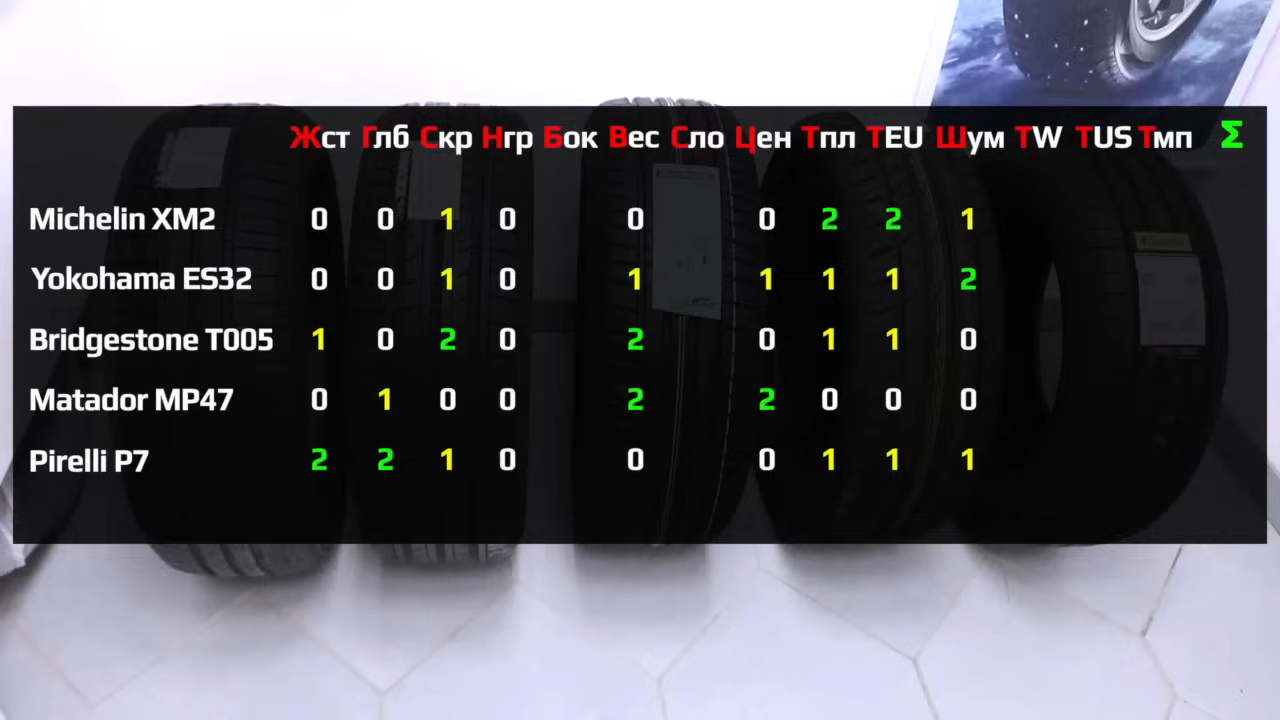 Жст Глб Скр Нгр Бок Вес Сло Цен Тпл TEU Шум TW TUS Тмп Σ
Michelin XM2 0 0 1 0 0 0 2 2 1
Yokohama ES32 0 0 1 0 1 1 1 1 2
Bridgestone T005 1 0 2 0 2 0 1 1 0
Matador MP47 0 1 0 0 2 2 0 0 0
Pirelli P7 2 2 1 0 0 0 1 1 1